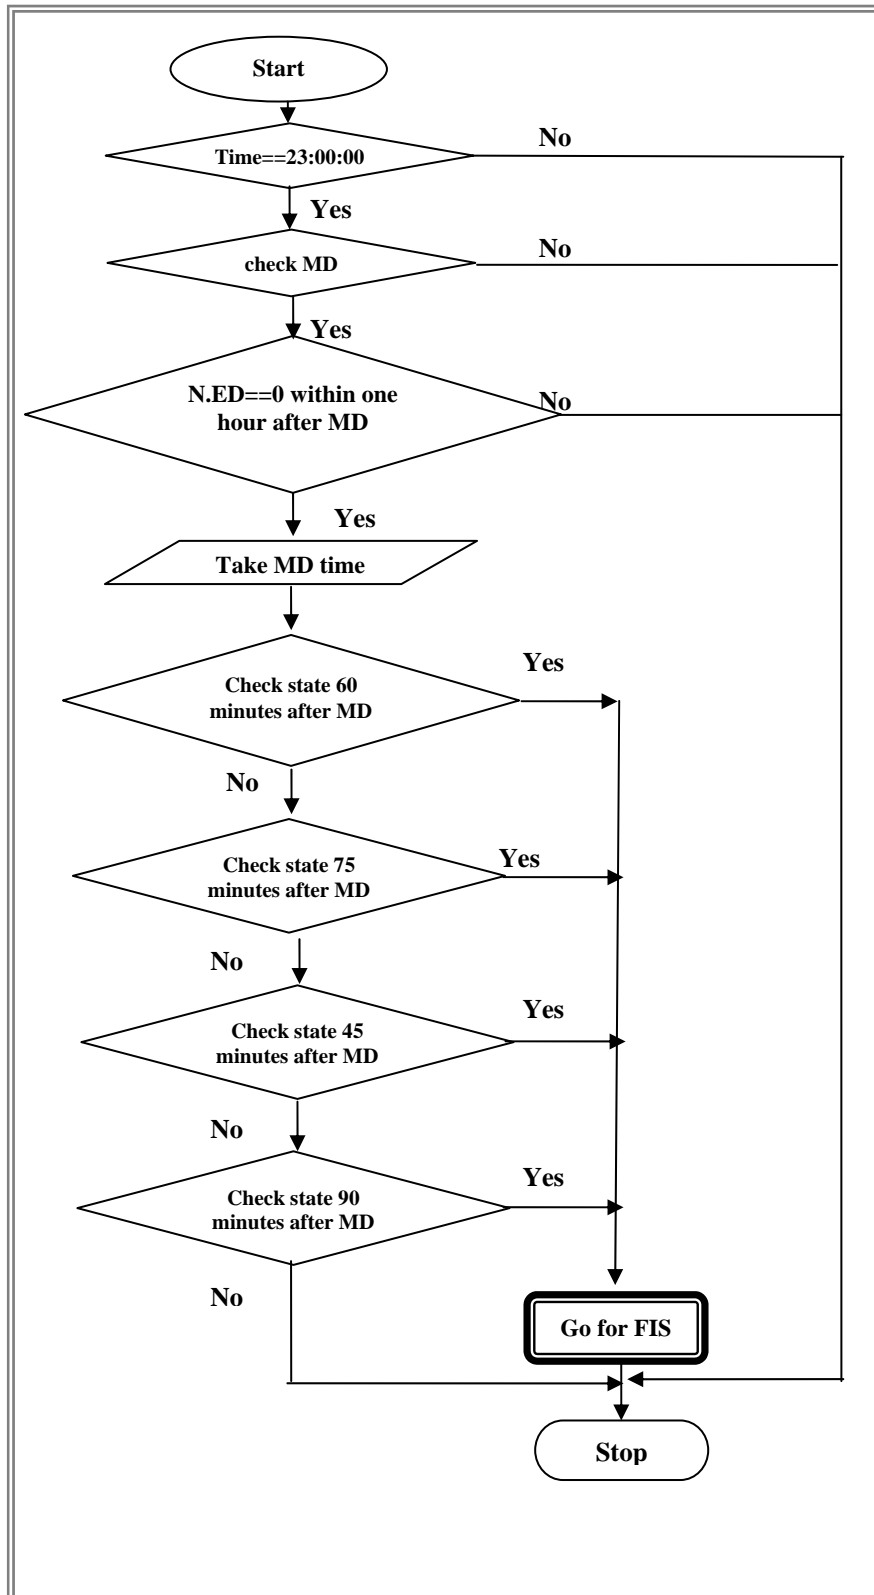 Start
Time==23:00:00
No
Yes
check MD
No
Yes
N.ED==0 within one
hour after MD
No
Yes
Take MD time
Check state 60
minutes after MD
Yes
No
Check state 75
minutes after MD
Yes
No
Check state 45
minutes after MD
Yes
No
Check state 90
minutes after MD
Yes
No
Go for FIS
Stop